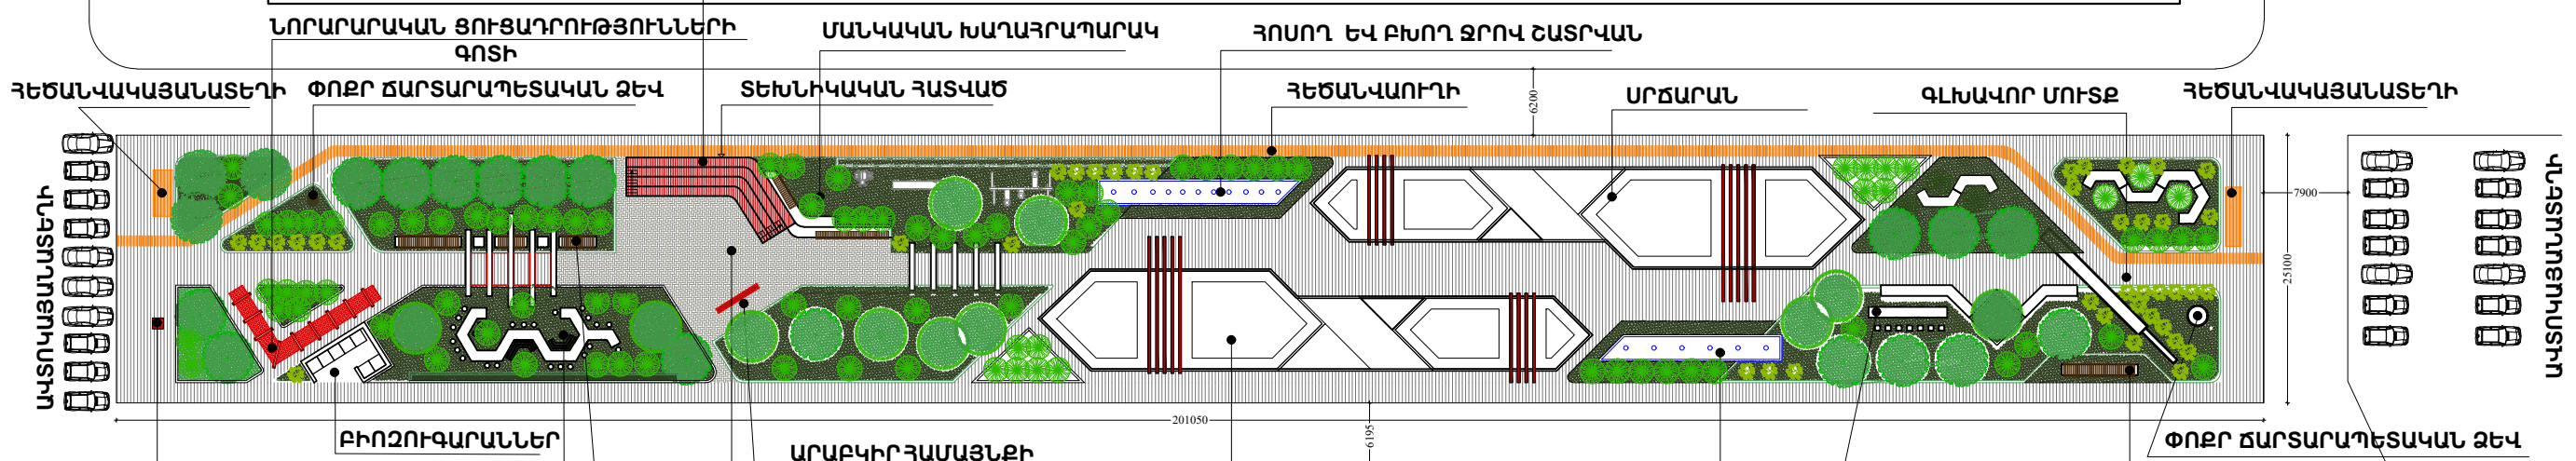 ՆՈՐԱՐԱՐԱԿԱՆ ՑՈՒՑԱԴՐՈՒԹՅՈՒՆՆԵՐԻ
ԳՈՏԻ
ՄԱՆԿԱԿԱՆ ԽԱՂԱՀՐԱՊԱՐԱԿ
ՀՈՍՈՂ ԵՎ ԲԽՈՂ ՋՐՈՎ ՇԱՏՐՎԱՆ
ՀԵԾԱՆՎԱԿԱՅԱՆԱՏԵՂԻ
ՓՈՔՐ ՃԱՐՏԱՐԱՊԵՏԱԿԱՆ ՁԵՎ
ՏԵԽՆԻԿԱԿԱՆ ՀԱՏՎԱԾ
ՀԵԾԱՆՎԱՈՒՂԻ
6200
ՍՐՃԱՐԱՆ
ԳԼԽԱՎՈՐ ՄՈՒՏՔ
ՀԵԾԱՆՎԱԿԱՅԱՆԱՏԵՂԻ
ԱՎՏՈԿԱՅԱՆԱՏԵՂԻ
7900
25100
ԱՎՏՈԿԱՅԱՆԱՏԵՂԻ
201050
6195
ԲԻՈԶՈՒԳԱՐԱՆՆԵՐ
ԱՐԱԲԿԻՐ ՀԱՄԱՅՆՔԻ
ՓՈՔՐ ՃԱՐՏԱՐԱՊԵՏԱԿԱՆ ՁԵՎ